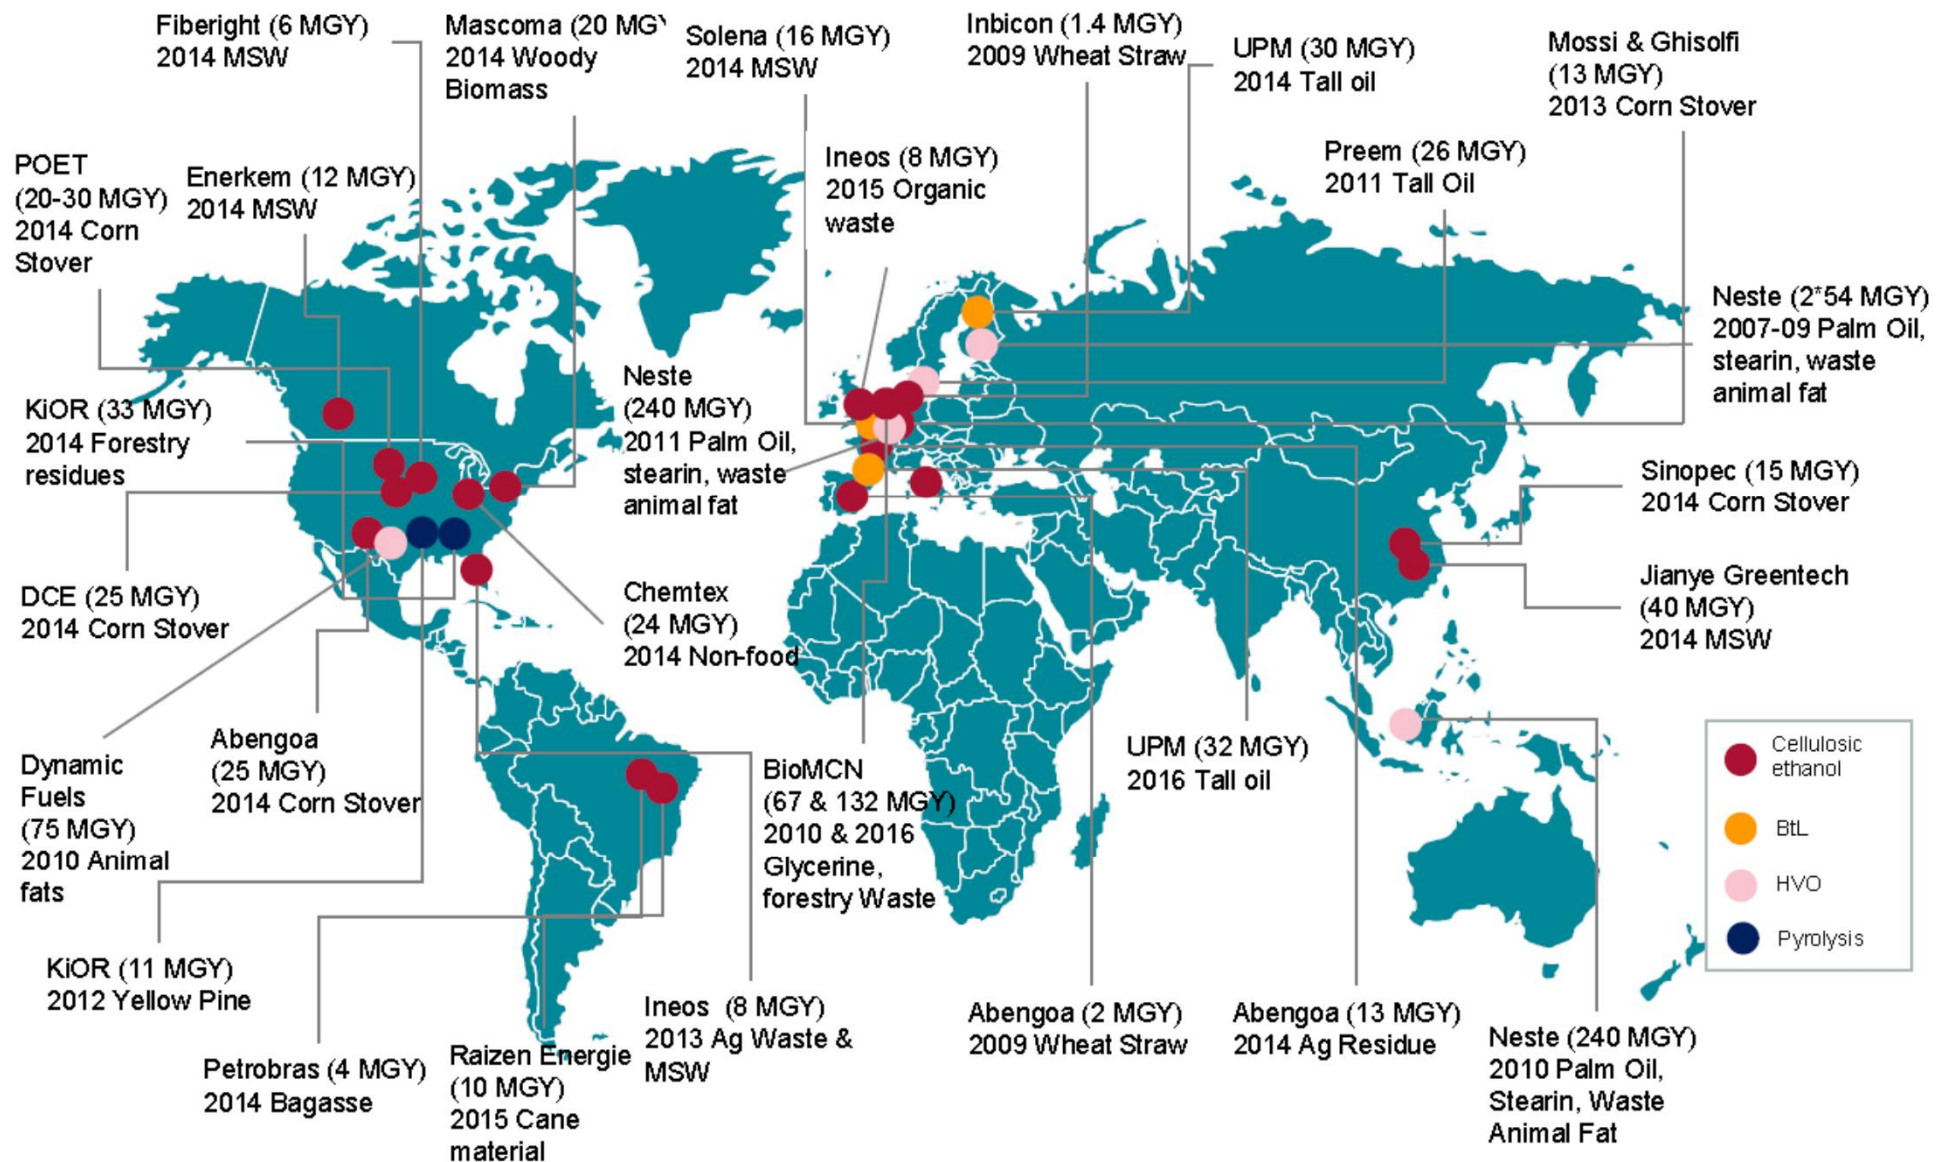 Fiberight (6 MGY)
2014 MSW
Mascoma (20 MGY
2014 Woody
Biomass
Solena (16 MGY)
2014 MSW
Inbicon (1.4 MGY)
2009 Wheat Straw
UPM (30 MGY)
2014 Tall oil
Mossi & Ghisolfi
(13 MGY)
2013 Corn Stover
POET
(20-30 MGY)
2014 Corn
Stover
Enerkem (12 MGY)
2014 MSW
Ineos (8 MGY)
2015 Organic
waste
Preem (26 MGY)
2011 Tall Oil
Neste (2*54 MGY)
2007-09 Palm Oil,
stearin, waste
animal fat
KiOR (33 MGY)
2014 Forestry
residues
Neste
(240 MGY)
2011 Palm Oil,
stearin, waste
animal fat
Sinopec (15 MGY)
2014 Corn Stover
DCE (25 MGY)
2014 Corn Stover
Chemtex
(24 MGY)
2014 Non-food
Jianye Greentech
(40 MGY)
2014 MSW
Dynamic
Fuels
(75 MGY)
2010 Animal
fats
Abengoa
(25 MGY)
2014 Corn Stover
BioMCN
(67 & 132 MGY)
2010 & 2016
Glycerine,
forestry Waste
UPM (32 MGY)
2016 Tall oil
Cellulosic
ethanol
BtL
HVO
Pyrolysis
KiOR (11 MGY)
2012 Yellow Pine
Petrobras (4 MGY)
2014 Bagasse
Raizen Energie
(10 MGY)
2015 Cane
material
Ineos (8 MGY)
2013 Ag Waste &
MSW
Abengoa (2 MGY)
2009 Wheat Straw
Abengoa (13 MGY)
2014 Ag Residue
Neste (240 MGY)
2010 Palm Oil,
Stearin, Waste
Animal Fat